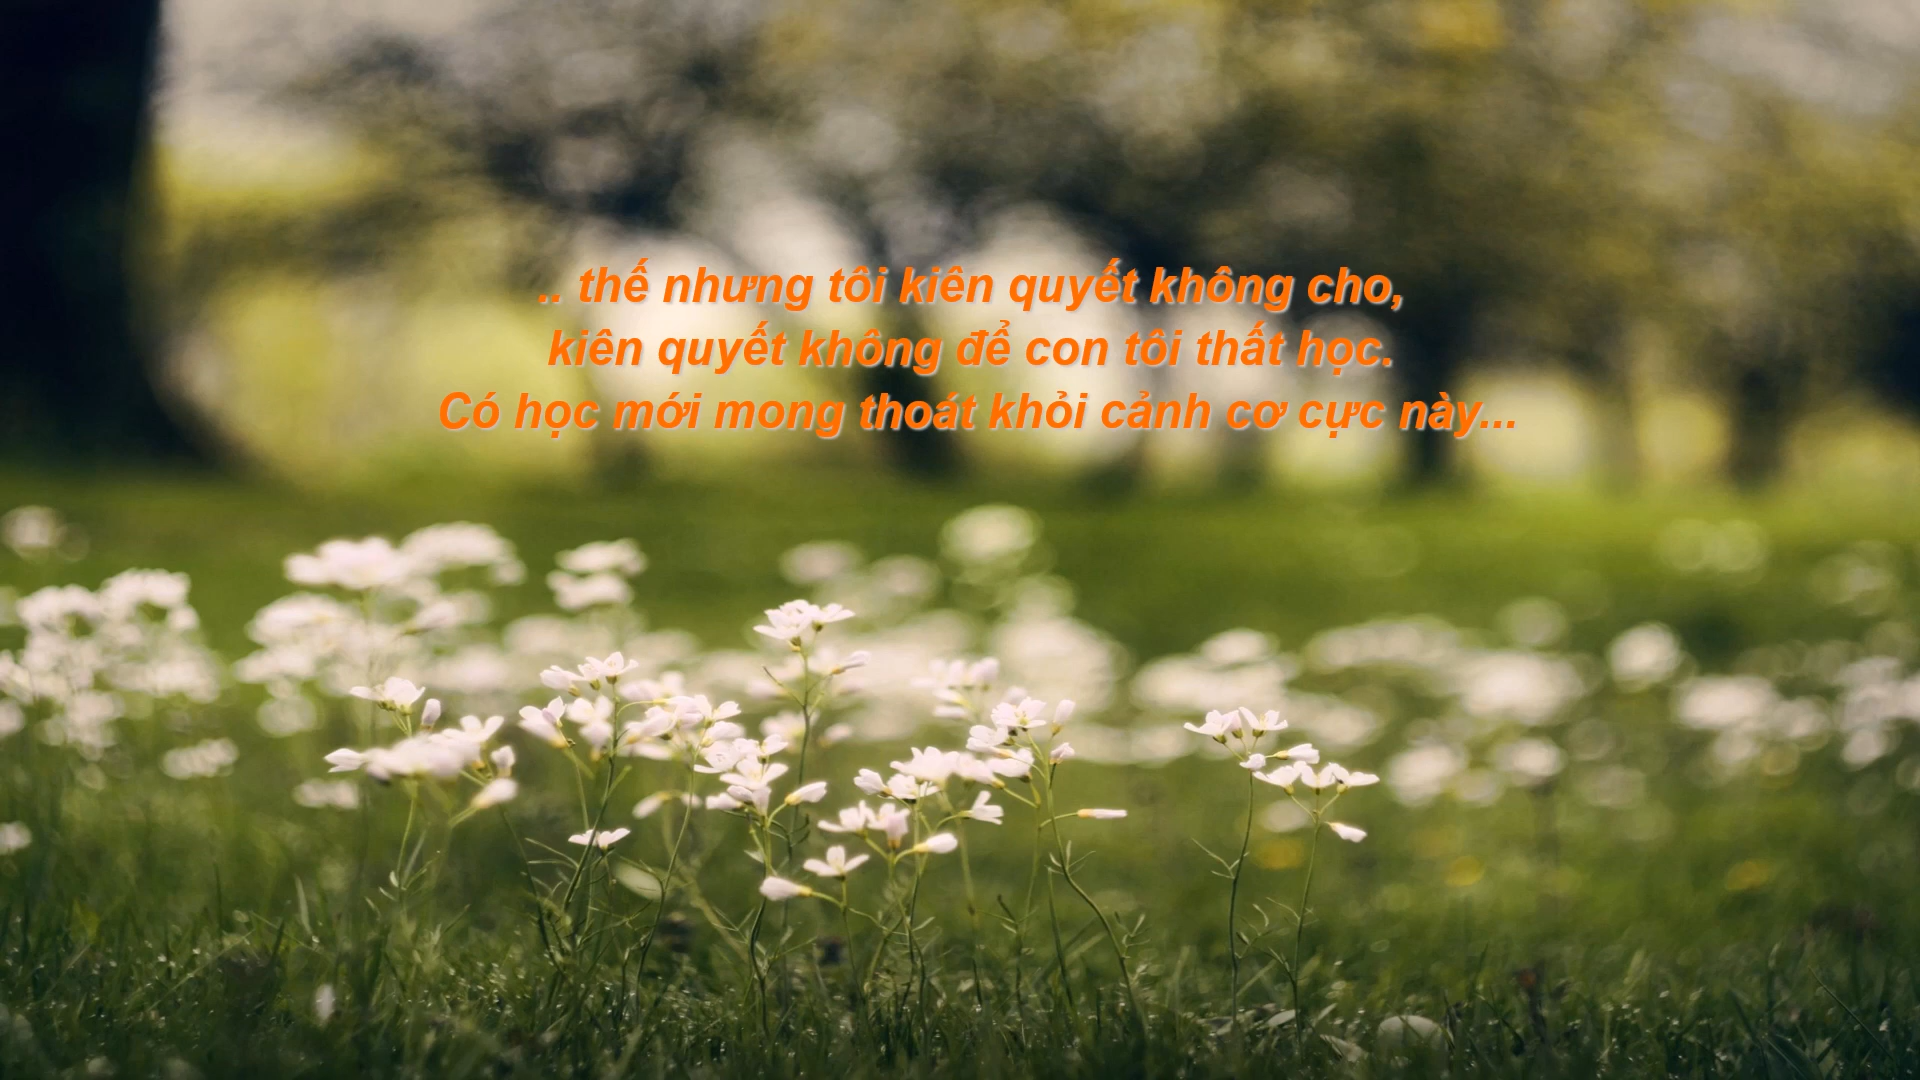 .. thế nhưng tôi kiên quyết không cho,
kiên quyết không để con tôi thất học.
Có học mới mong thoát khỏi cảnh cơ cực này...